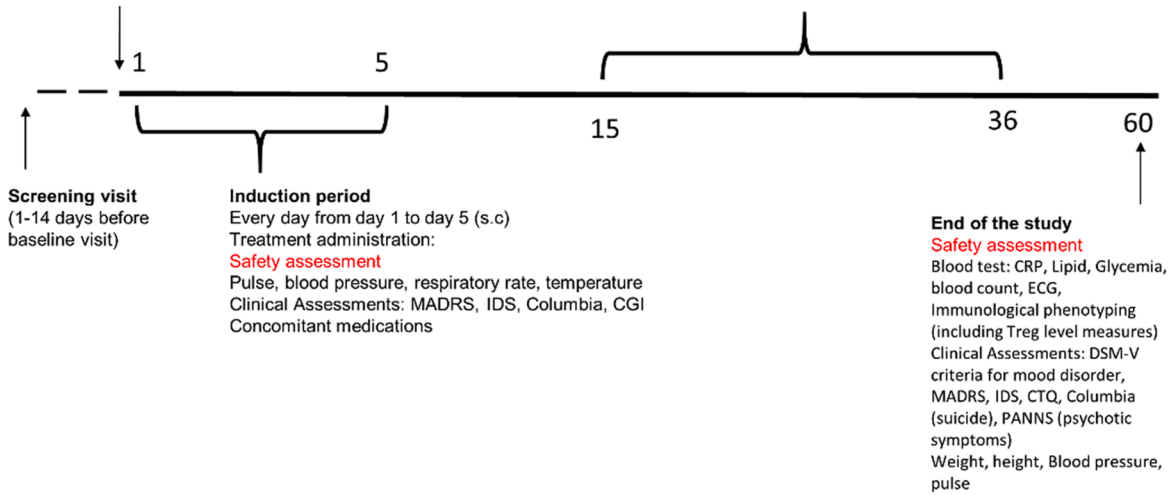 1
5
15
36
60
Screening visit
(1-14 days before
baseline visit)
Induction period
Every day from day 1 to day 5 (s.c)
Treatment administration:
Safety assessment
Pulse, blood pressure, respiratory rate, temperature
Clinical Assessments: MADRS, IDS, Columbia, CGI
Concomitant medications
End of the study
Safety assessment
Blood test: CRP, Lipid, Glycemia,
blood count, ECG,
Immunological phenotyping
(including Treg level measures)
Clinical Assessments: DSM-V
criteria for mood disorder,
MADRS, IDS, CTQ, Columbia
(suicide), PANNS (psychotic
symptoms)
Weight, height, Blood pressure,
pulse